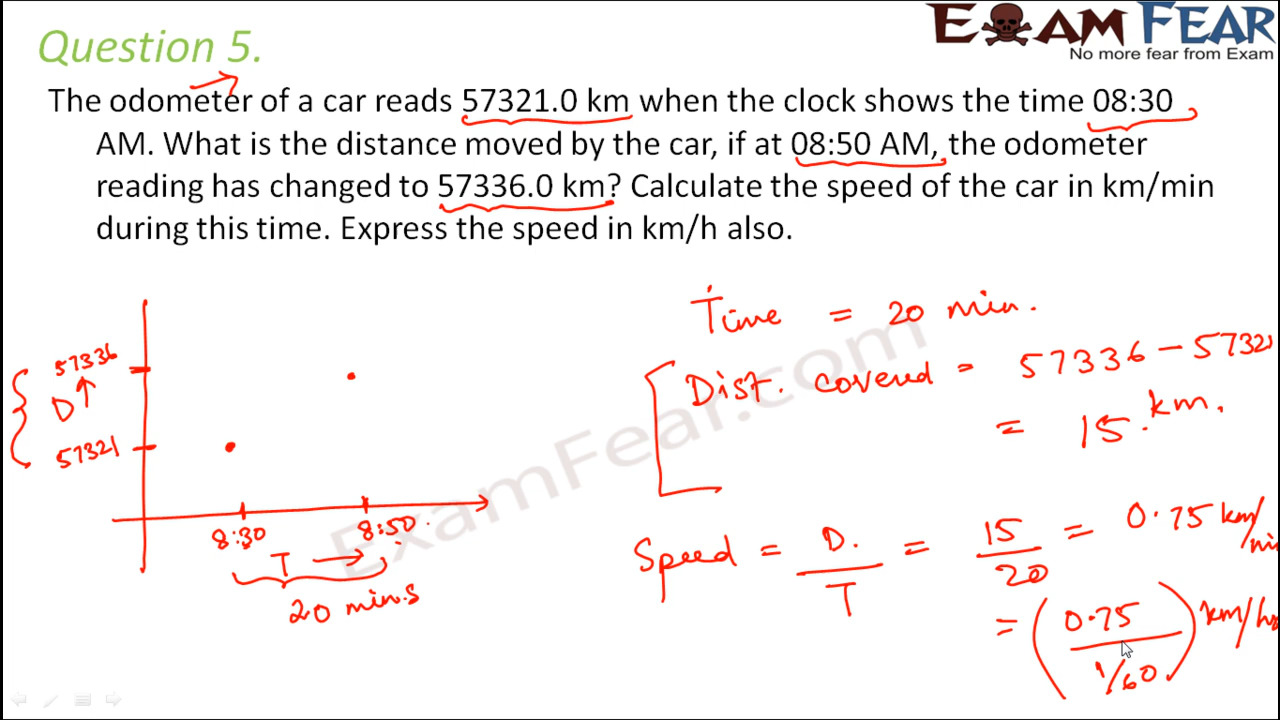 Question 5.
EXAM FEAR
No more fear from Exam
The odometer of a car reads 57321.0 km when the clock shows the time 08:30
AM. What is the distance moved by the car, if at 08:50 AM, the odometer
reading has changed to 57336.0 km? Calculate the speed of the car in km/min
during this time. Express the speed in km/h also.
57336
D
57321
8:30
8:50
T
20 mins
ExamFear.com
Time = 20 min.
Dist. covered = 57336 - 57321
= 15 km.
Speed = D. / T = 15 / 20 = 0.75 km/min
= (0.75 / 1/60) km/hr